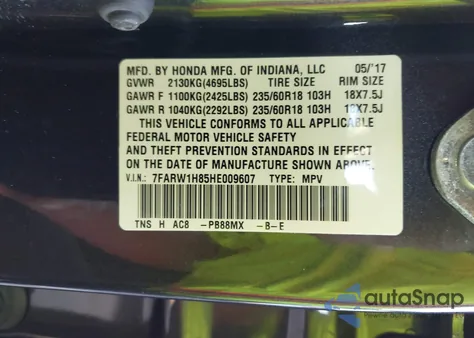 MFD. BY HONDA MFG. OF INDIANA, LLC 05/'17
GVWR 2130KG(4695LBS) TIRE SIZE RIM SIZE
GAWR F 1100KG(2425LBS) 235/60R18 103H 18X7.5J
GAWR R 1040KG(2292LBS) 235/60R18 103H 18X7.5J
THIS VEHICLE CONFORMS TO ALL APPLICABLE
FEDERAL MOTOR VEHICLE SAFETY
AND THEFT PREVENTION STANDARDS IN EFFECT
ON THE DATE OF MANUFACTURE SHOWN ABOVE.
V.I.N.: 7FARW1H85HE009607 TYPE: MPV
TNS H AC8 -PB88MX -B-E
autoSnap